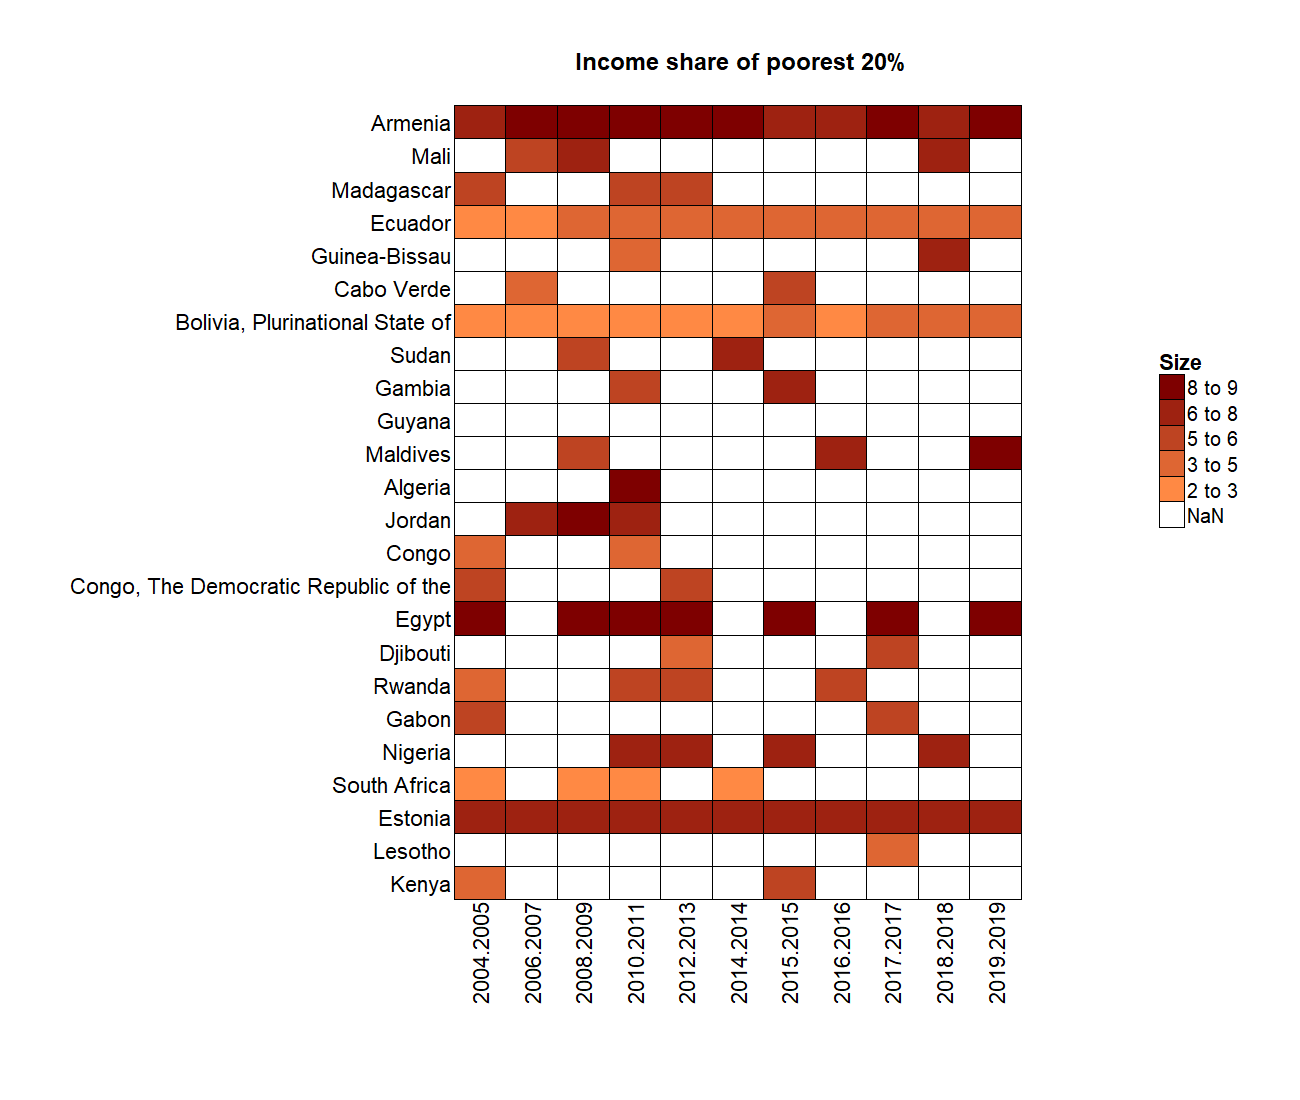 Income share of poorest 20%
Armenia
Mali
Madagascar
Ecuador
Guinea-Bissau
Cabo Verde
Bolivia, Plurinational State of
Sudan
Gambia
Guyana
Maldives
Algeria
Jordan
Congo
Congo, The Democratic Republic of the
Egypt
Djibouti
Rwanda
Gabon
Nigeria
South Africa
Estonia
Lesotho
Kenya
2004.2005
2006.2007
2008.2009
2010.2011
2012.2013
2014.2014
2015.2015
2016.2016
2017.2017
2018.2018
2019.2019
Size
8 to 9
6 to 8
5 to 6
3 to 5
2 to 3
NaN